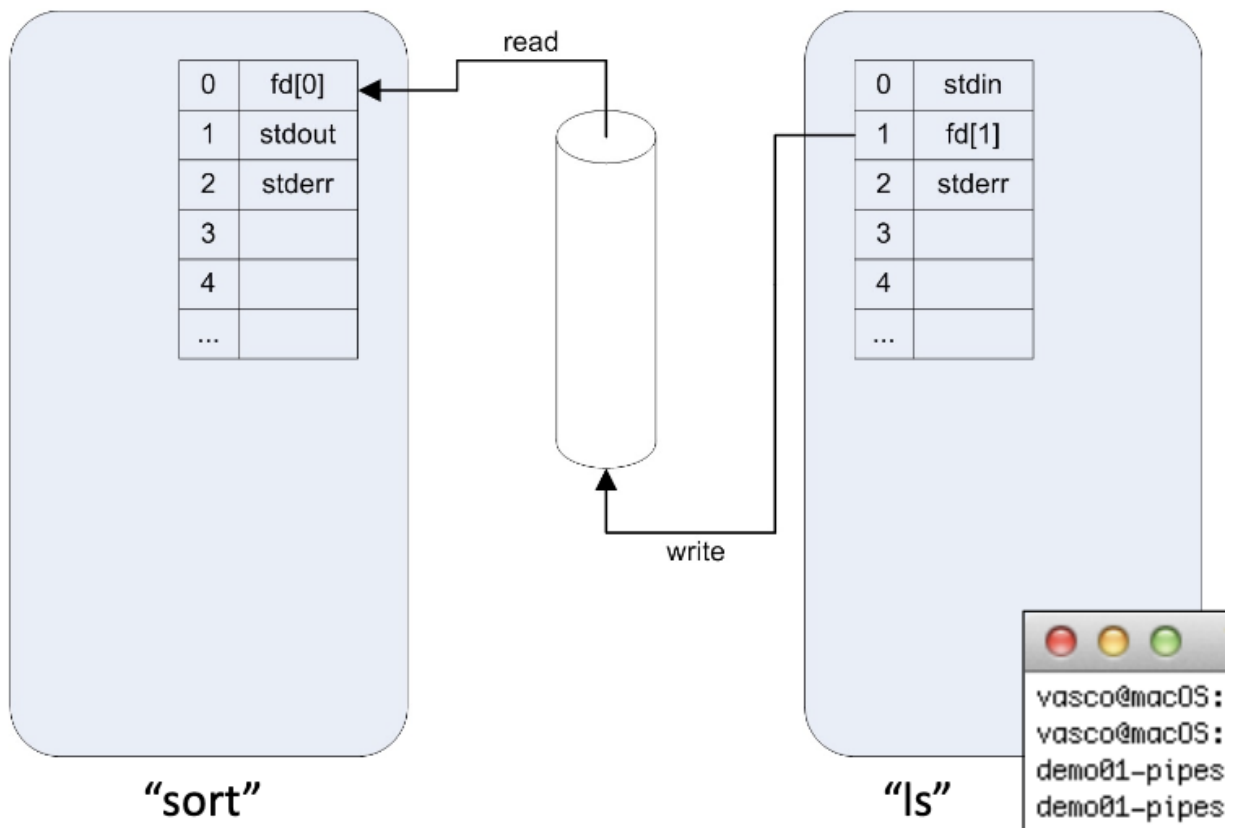 read
0 fd[0]
1 stdout
2 stderr
3
4
...
0 stdin
1 fd[1]
2 stderr
3
4
...
write
vasco@macOS:
vasco@macOS:
demo01-pipes
demo01-pipes
“sort”
“ls”